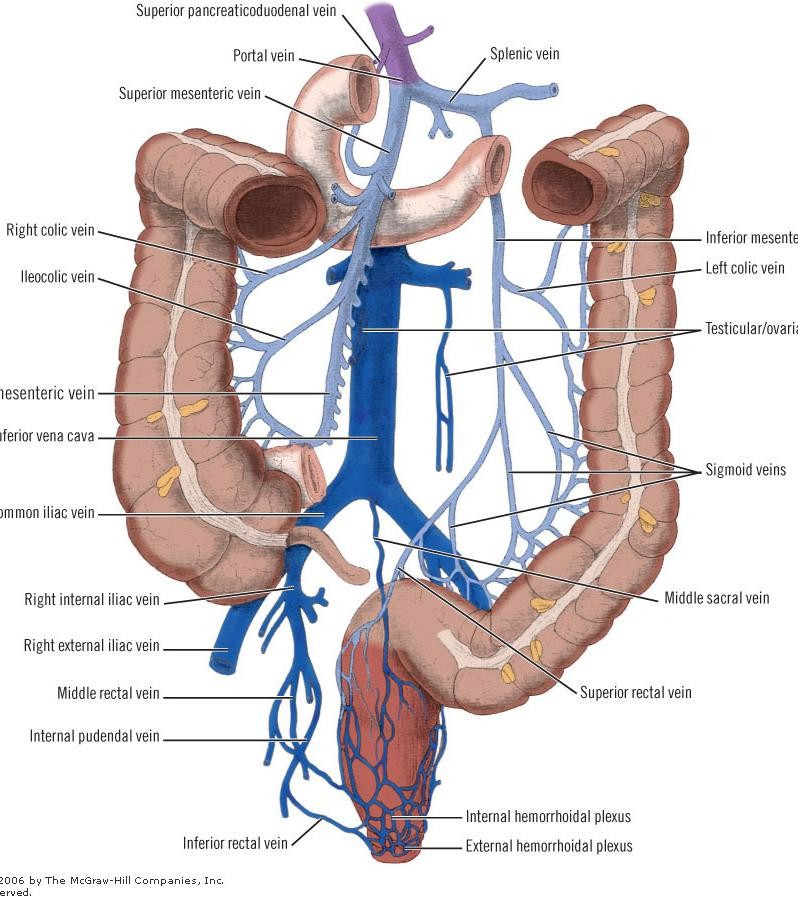 Superior pancreaticoduodenal vein
Portal vein
Splenic vein
Superior mesenteric vein
Right colic vein
Inferior mesente
Left colic vein
Ileocolic vein
Testicular/ovaria
mesenteric vein
nferior vena cava
Sigmoid veins
ommon iliac vein
Right internal iliac vein
Middle sacral vein
Right external iliac vein
Middle rectal vein
Superior rectal vein
Internal pudendal vein
Internal hemorrhoidal plexus
Inferior rectal vein
External hemorrhoidal plexus
2006 by The McGraw-Hill Companies, Inc.
erved.